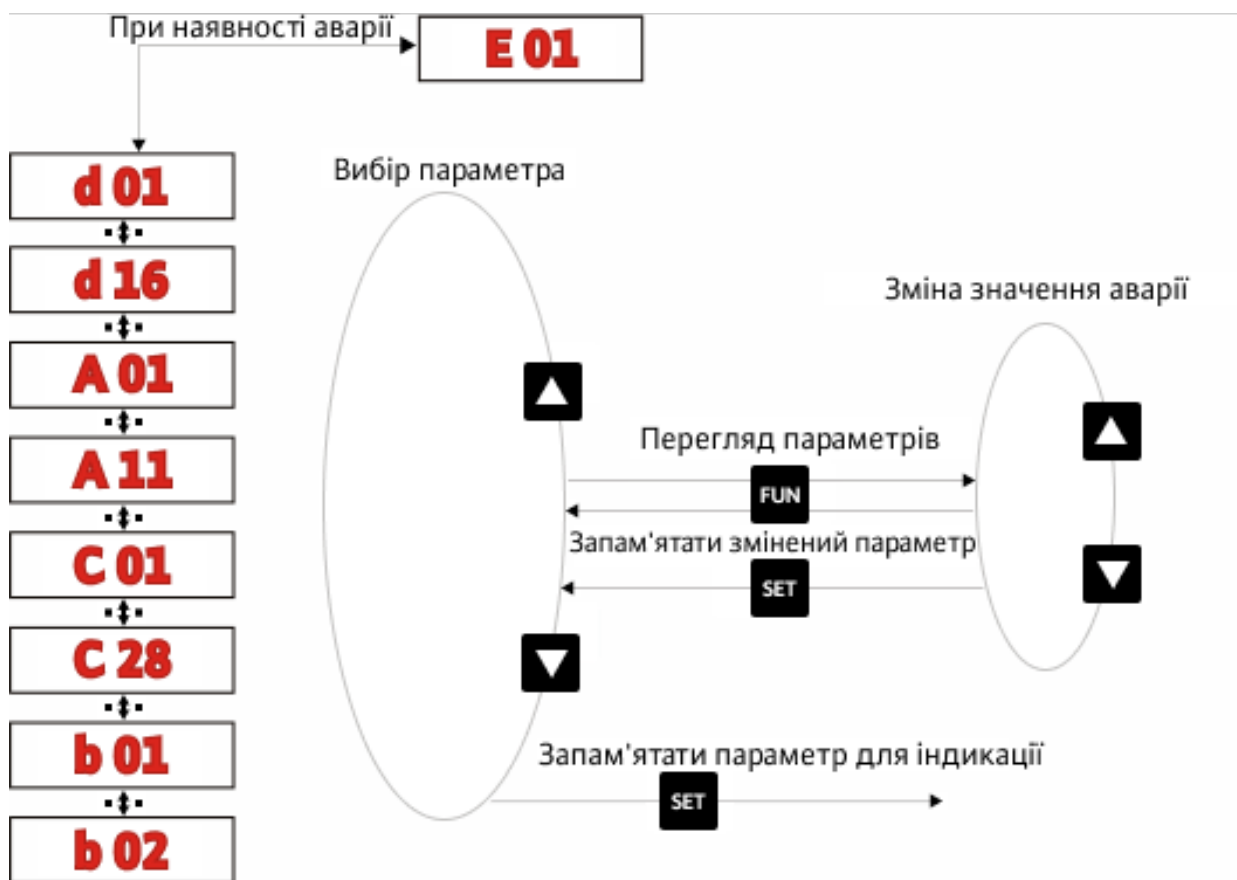 При наявності аварії
E 01
d 01
d 16
A 01
A 11
C 01
C 28
b 01
b 02
Вибір параметра
Зміна значення аварії
Перегляд параметрів
FUN
Запам'ятати змінений параметр
SET
Запам'ятати параметр для індикації
SET